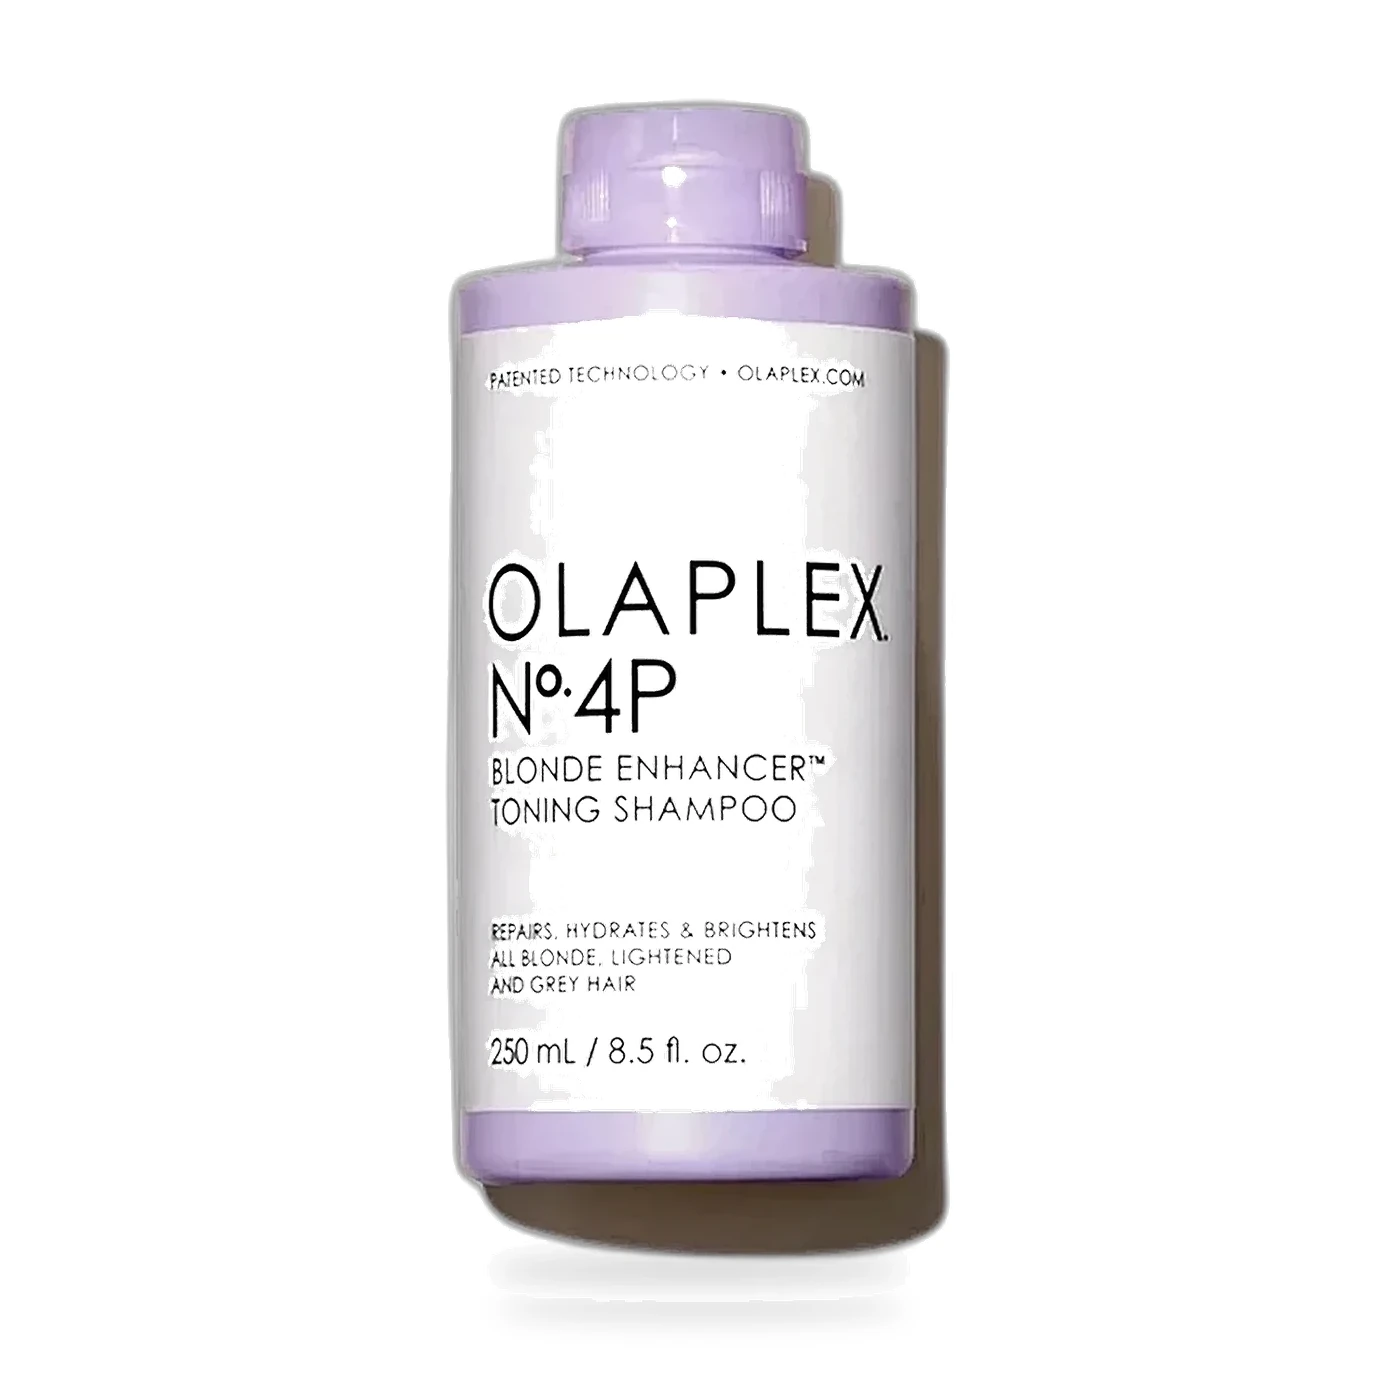 PATENTED TECHNOLOGY • OLAPLEX.COM
OLAPLEX.
Nº.4P
BLONDE ENHANCER™
TONING SHAMPOO
REPAIRS, HYDRATES & BRIGHTENS
ALL BLONDE, LIGHTENED
AND GREY HAIR
250 mL / 8.5 fl. oz.